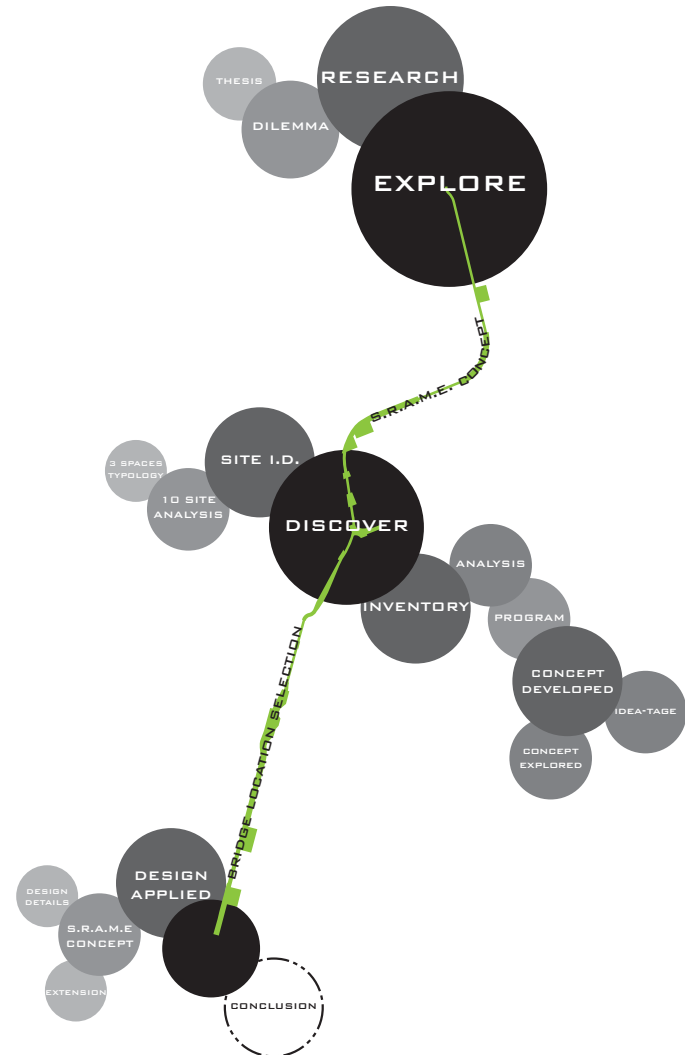 THESIS
RESEARCH
DILEMMA
EXPLORE
S.R.A.M.E. CONCEPT
3 SPACES
TYPOLOGY
SITE I.D.
10 SITE
ANALYSIS
DISCOVER
ANALYSIS
INVENTORY
PROGRAM
CONCEPT
DEVELOPED
IDEA-TAGE
CONCEPT
EXPLORED
BRIDGE LOCATION SELECTION
DESIGN
APPLIED
DESIGN
DETAILS
S.R.A.M.E
CONCEPT
EXTENSION
CONCLUSION